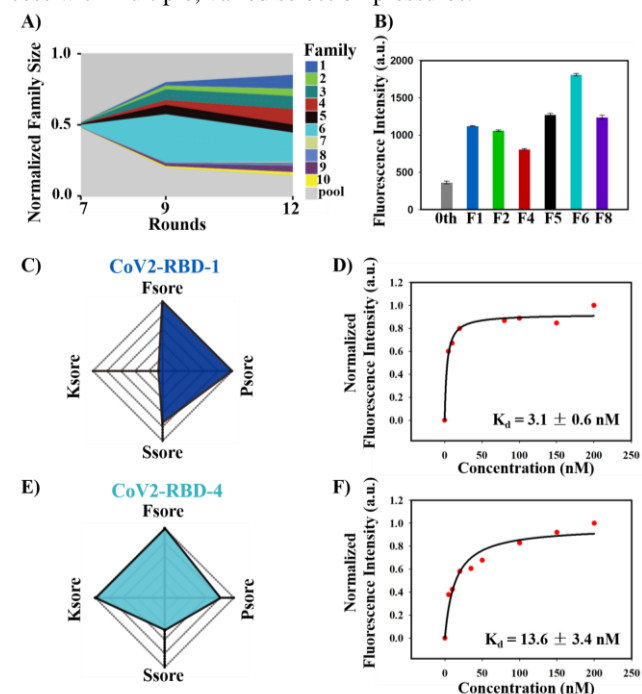 A)
Normalized Family Size
1.0
0.5
0.0
7
9
12
Rounds
Family
1
2
3
4
5
6
7
8
9
10
pool
B)
Fluorescence Intensity (a.u.)
2000
1500
1000
500
0
0th F1 F2 F4 F5 F6 F8
C)
CoV2-RBD-1
Fsore
Ksore
Psore
Ssore
D)
Normalized
Fluorescence Intensity (a.u.)
1.2
1.0
0.8
0.6
0.4
0.2
0.0
Kd = 3.1 ± 0.6 nM
0 50 100 150 200 250
Concentration (nM)
E)
CoV2-RBD-4
Fsore
Ksore
Psore
Ssore
F)
Normalized
Fluorescence Intensity (a.u.)
1.2
1.0
0.8
0.6
0.4
0.2
0.0
Kd = 13.6 ± 3.4 nM
0 50 100 150 200 250
Concentration (nM)